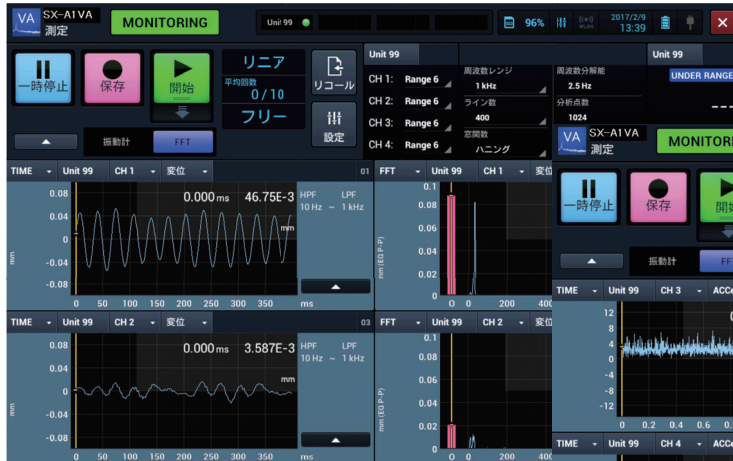 VA SX-A1VA 測定 MONITORING Unit 99 96% WLAN 2017/2/9 13:39
一時停止 保存 開始 リニア 平均回数 0 / 10 フリー リコール 設定
振動計 FFT
Unit 99 Unit 99
CH 1: Range 6 周波数レンジ 1 kHz 周波数分解能 2.5 Hz UNDER RANGE
CH 2: Range 6 ライン数 400 分析点数 1024 ---
CH 3: Range 6 窓関数 ハニング
CH 4: Range 6
VA SX-A1VA 測定 MONITOR
一時停止 保存 開
振動計 FF
TIME Unit 99 CH 1 変位 01 FFT Unit 99 CH 1 変位
0.000 ms 46.75E-3 HPF LPF
10 Hz ~ 1 kHz
mm
0.08
0.04
0
-0.04
-0.08
mm
0 50 100 150 200 250 300 350 ms
0.1
0.08
0.06
0.04
0.02
0
mm (EQ P-P)
0 0 200 400
TIME Unit 99 CH 2 変位 03 FFT Unit 99 CH 2 変位
0.000 ms 3.587E-3 HPF LPF
10 Hz ~ 1 kHz
mm
0.08
0.04
0
-0.04
-0.08
mm
0 50 100 150 200 250 300 350 ms
0.1
0.08
0.06
0.04
0.02
0
mm (EQ P-P)
0 0 200 400
TIME Unit 99 CH 3 ACCe
12
8
4
0
-4
-8
-12
0 0.2 0.4 0.6 0.
TIME Unit 99 CH 4 ACCe